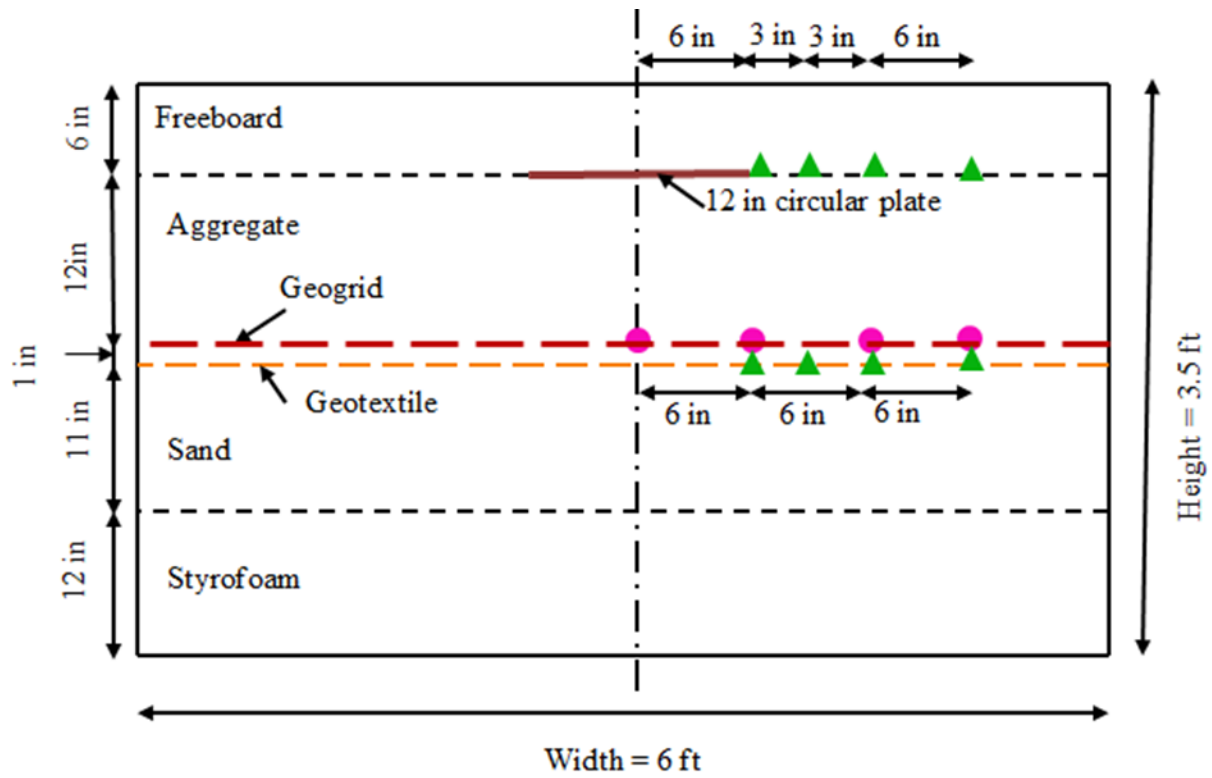 6 in
3 in
3 in
6 in
6 in
Freeboard
12 in circular plate
Aggregate
12in
Geogrid
1 in
Geotextile
6 in
6 in
6 in
11 in
Sand
Height = 3.5 ft
12 in
Styrofoam
Width = 6 ft